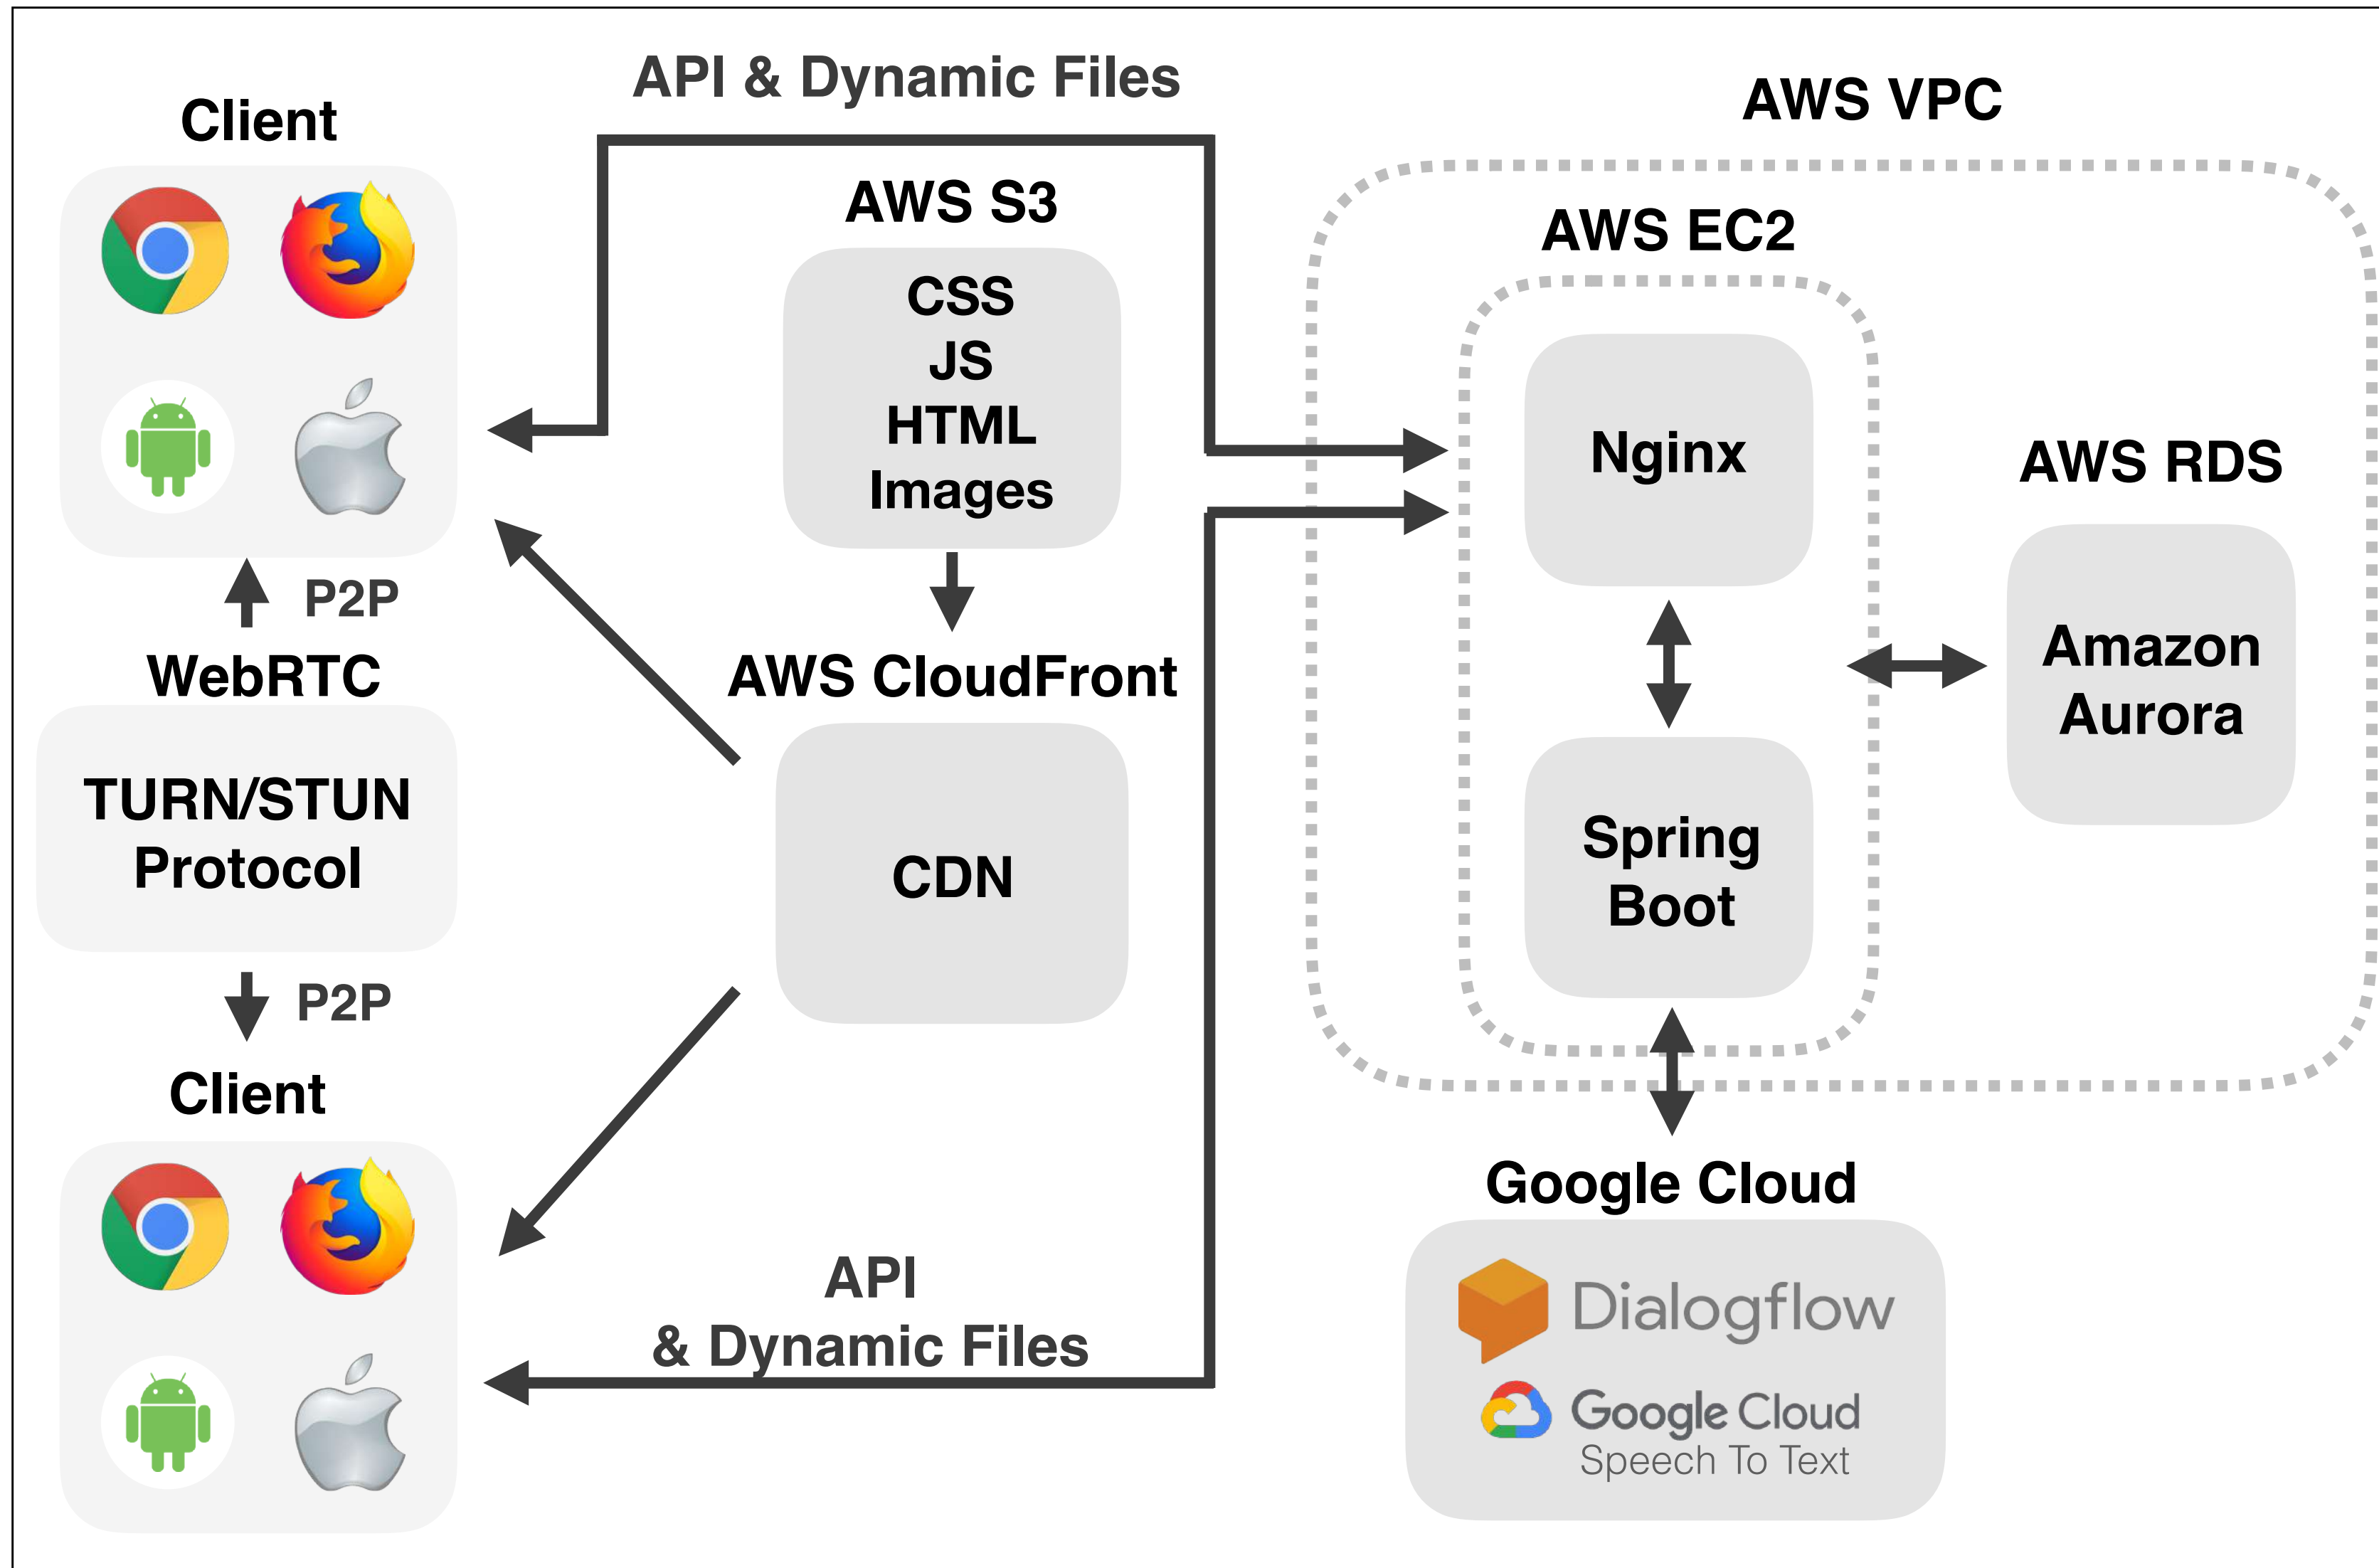 API & Dynamic Files
Client
AWS S3
CSS
JS
HTML
Images
AWS VPC
AWS EC2
Nginx
AWS RDS
Amazon
Aurora
Spring
Boot
P2P
WebRTC
TURN/STUN
Protocol
P2P
AWS CloudFront
CDN
Client
API
& Dynamic Files
Google Cloud
Dialogflow
Google Cloud
Speech To Text